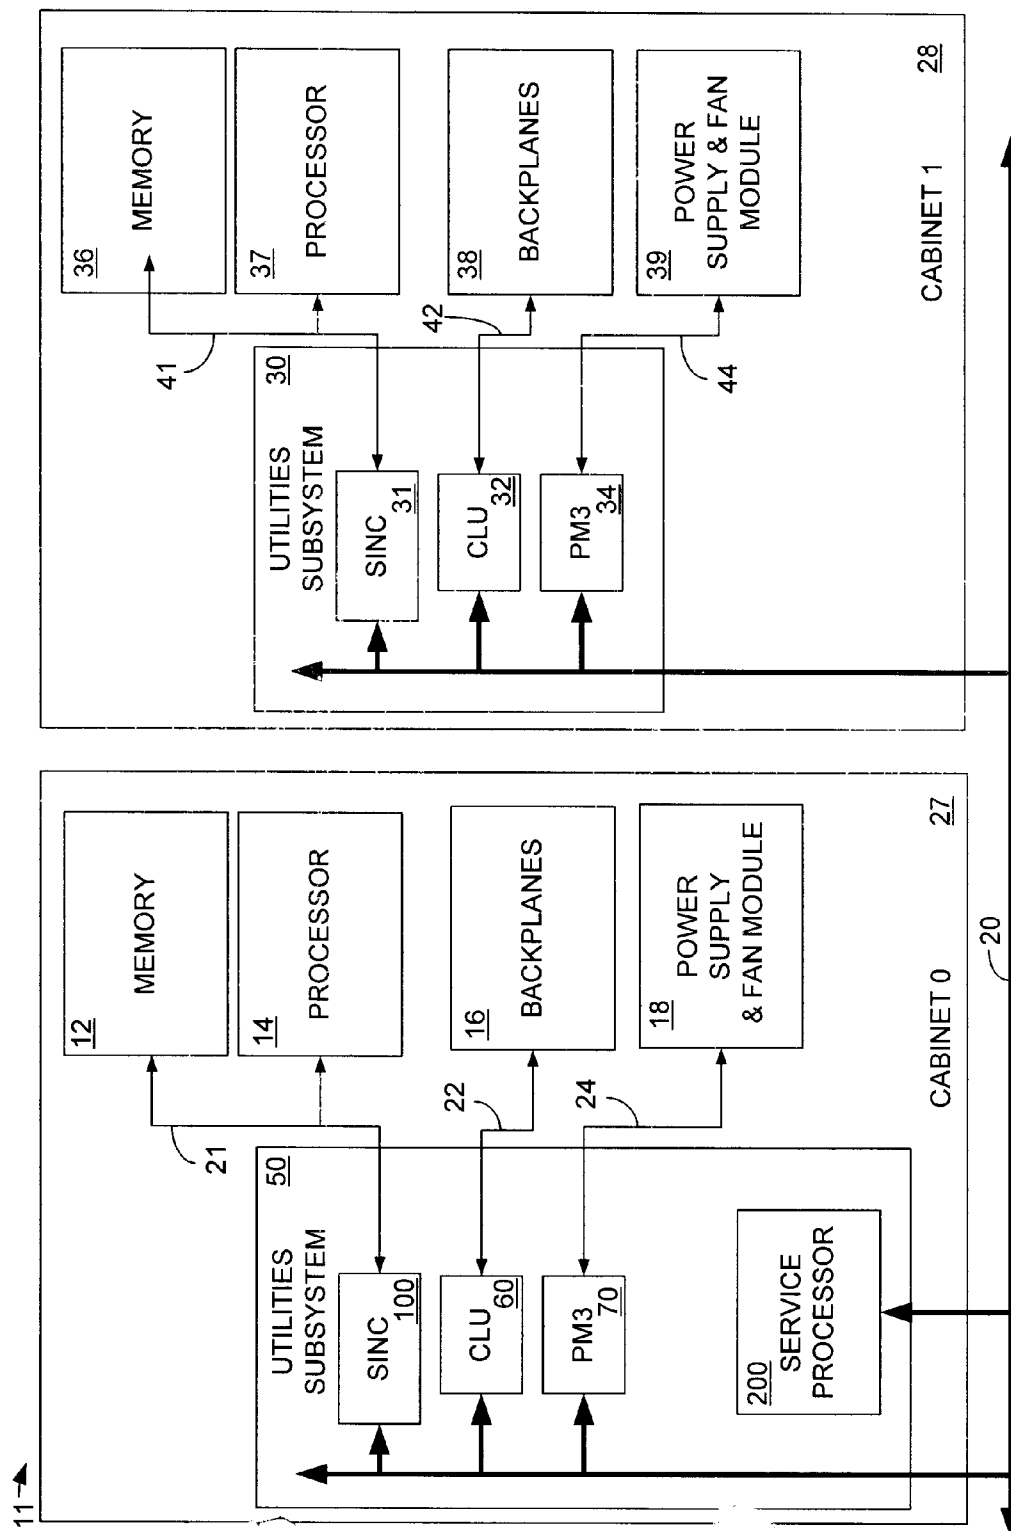 11
MEMORY
12
PROCESSOR
14
BACKPLANES
16
POWER
SUPPLY
& FAN MODULE
18
21
22
24
UTILITIES
SUBSYSTEM
50
SINC
100
CLU
60
PM3
70
SERVICE
PROCESSOR
200
CABINET 0
27
20
MEMORY
36
PROCESSOR
37
BACKPLANES
38
POWER
SUPPLY & FAN
MODULE
39
41
42
44
UTILITIES
SUBSYSTEM
30
SINC
31
CLU
32
PM3
34
CABINET 1
28